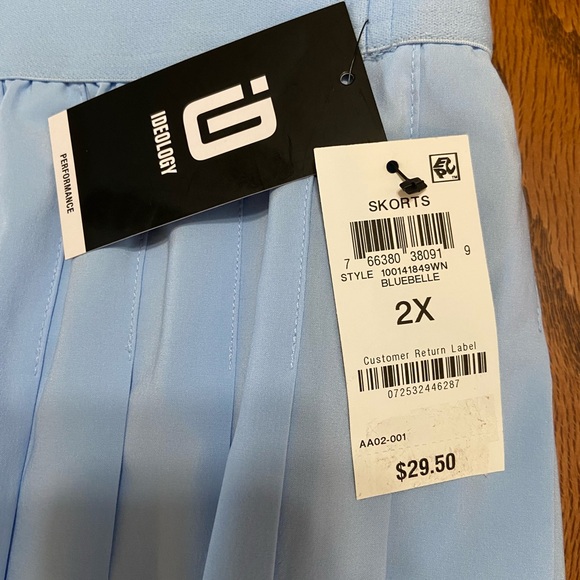 iD
IDEOLOGY
PERFORMANCE
EPC
SKORTS
7 66380 38091 9
STYLE 100141849WN
BLUEBELLE
2X
Customer Return Label
072532446287
AA02-001
$29.50